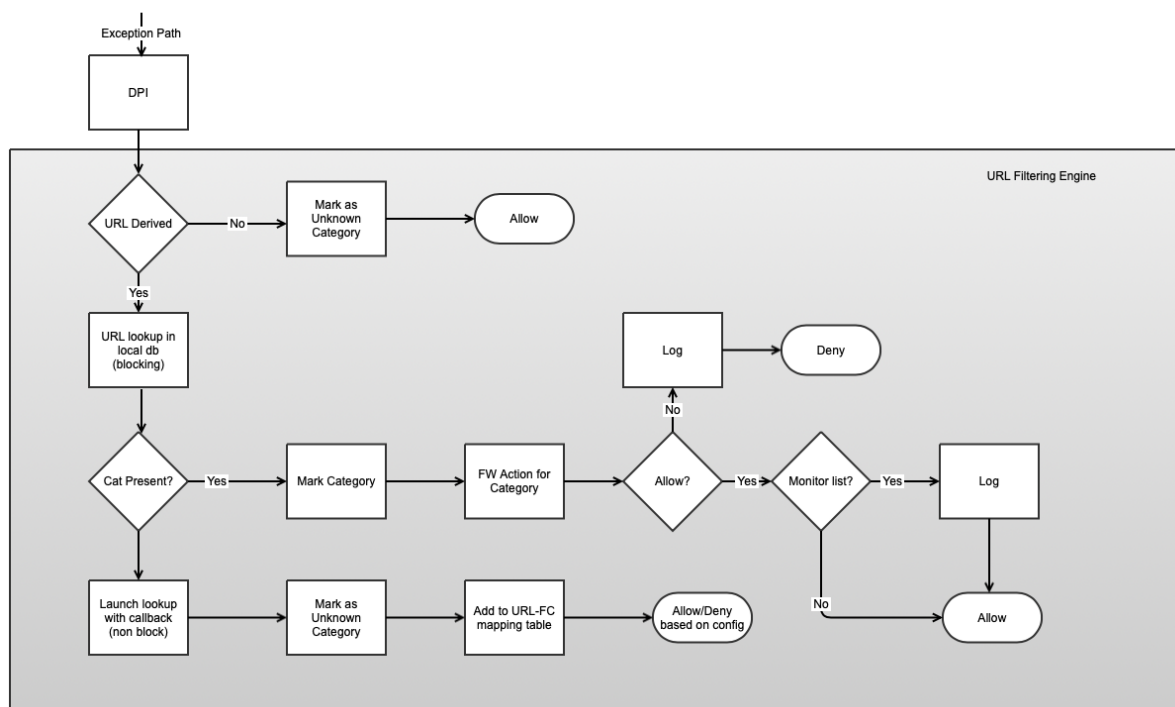 Exception Path
DPI
URL Filtering Engine
URL Derived
No
Mark as
Unknown
Category
Allow
Yes
URL lookup in
local db
(blocking)
Log
Deny
No
Cat Present?
Yes
Mark Category
FW Action for
Category
Allow?
Yes
Monitor list?
Yes
Log
Launch lookup
with callback
(non block)
Mark as
Unknown
Category
Add to URL-FC
mapping table
Allow/Deny
based on config
No
Allow